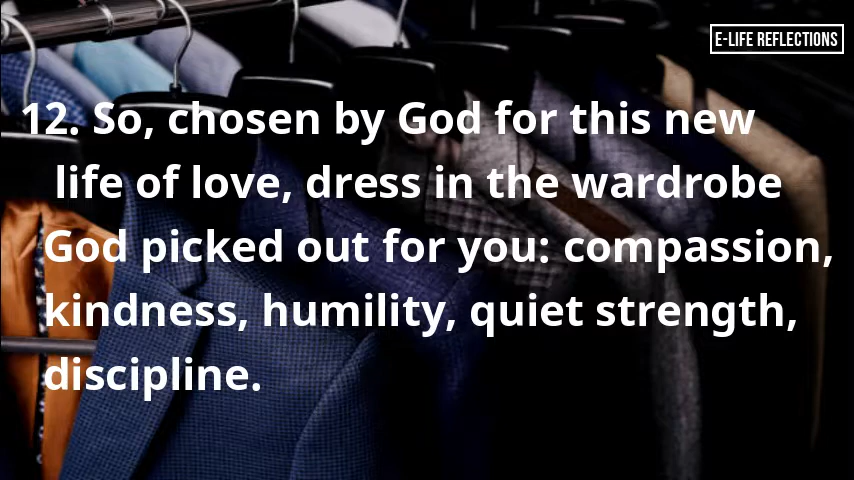 E-LIFE REFLECTIONS
12. So, chosen by God for this new
life of love, dress in the wardrobe
God picked out for you: compassion,
kindness, humility, quiet strength,
discipline.